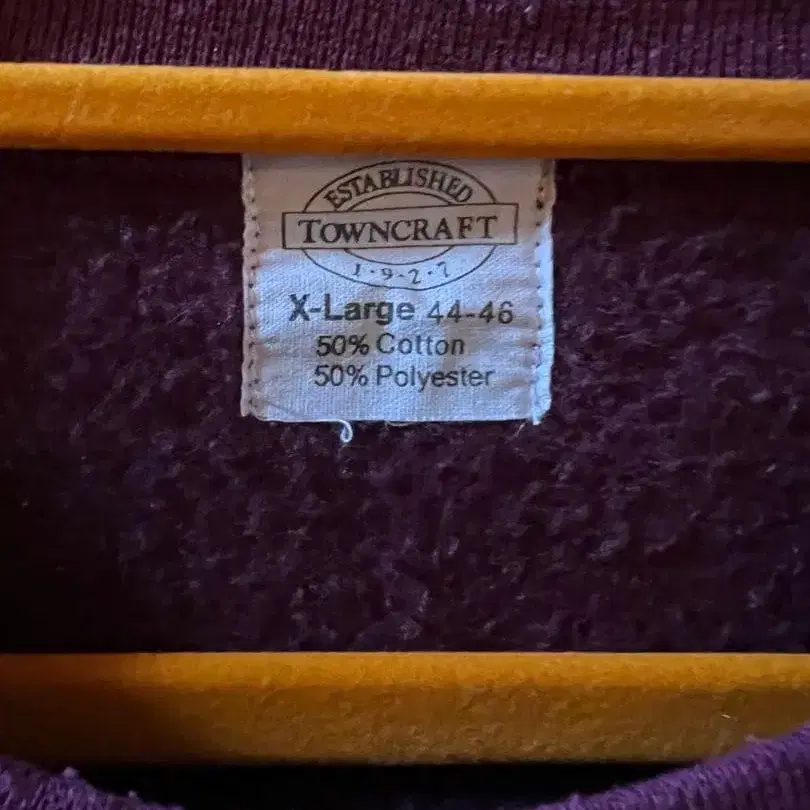 ESTABLISHED
TOWNCRAFT
1·9·2·7
X-Large 44-46
50% Cotton
50% Polyester